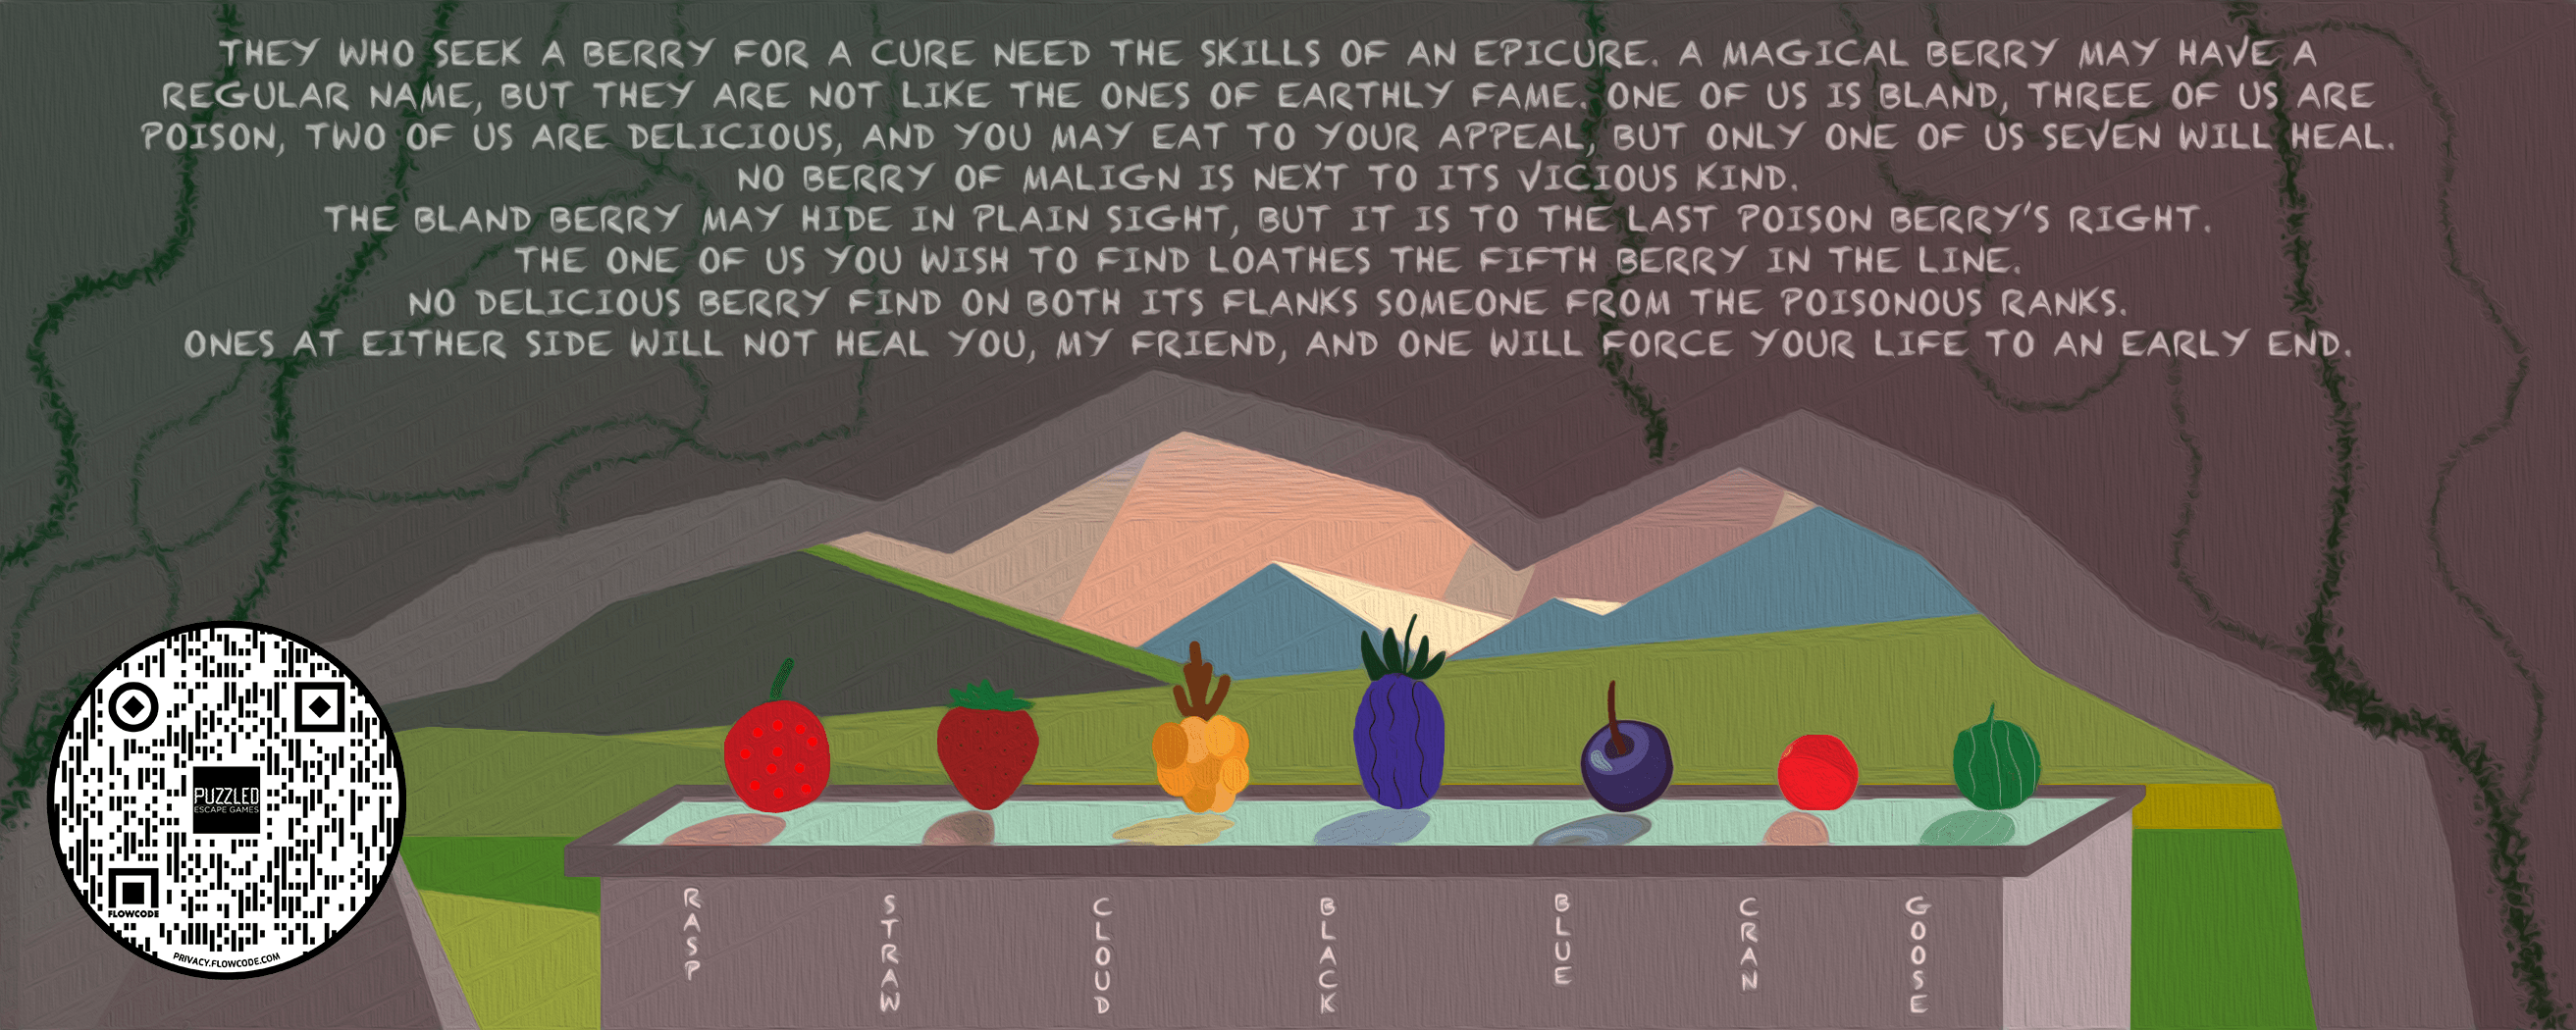 THEY WHO SEEK A BERRY FOR A CURE NEED THE SKILLS OF AN EPICURE. A MAGICAL BERRY MAY HAVE A
REGULAR NAME, BUT THEY ARE NOT LIKE THE ONES OF EARTHLY FAME. ONE OF US IS BLAND, THREE OF US ARE
POISON, TWO OF US ARE DELICIOUS, AND YOU MAY EAT TO YOUR APPEAL, BUT ONLY ONE OF US SEVEN WILL HEAL.
NO BERRY OF MALIGN IS NEXT TO ITS VICIOUS KIND.
THE BLAND BERRY MAY HIDE IN PLAIN SIGHT, BUT IT IS TO THE LAST POISON BERRY'S RIGHT.
THE ONE OF US YOU WISH TO FIND LOATHES THE FIFTH BERRY IN THE LINE.
NO DELICIOUS BERRY FIND ON BOTH ITS FLANKS SOMEONE FROM THE POISONOUS RANKS.
ONES AT EITHER SIDE WILL NOT HEAL YOU, MY FRIEND, AND ONE WILL FORCE YOUR LIFE TO AN EARLY END.
PUZZLED
ESCAPE GAMES
FLOWCODE
PRIVACY.FLOWCODE.COM
RASP
STRAW
CLOUD
BLACK
BLUE
CRAN
GOOSE